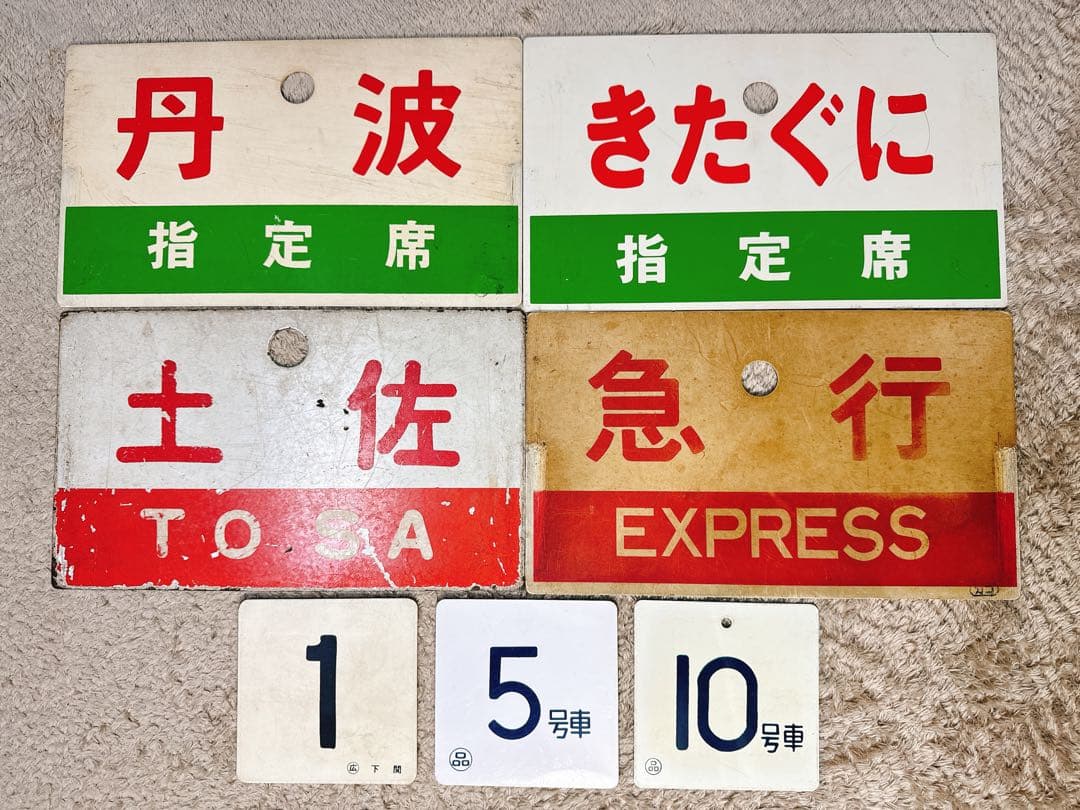 丹波
指定席
きたぐに
指定席
土佐
TOSA
急行
EXPRESS
1
広下関
5号車
品
10号車
品